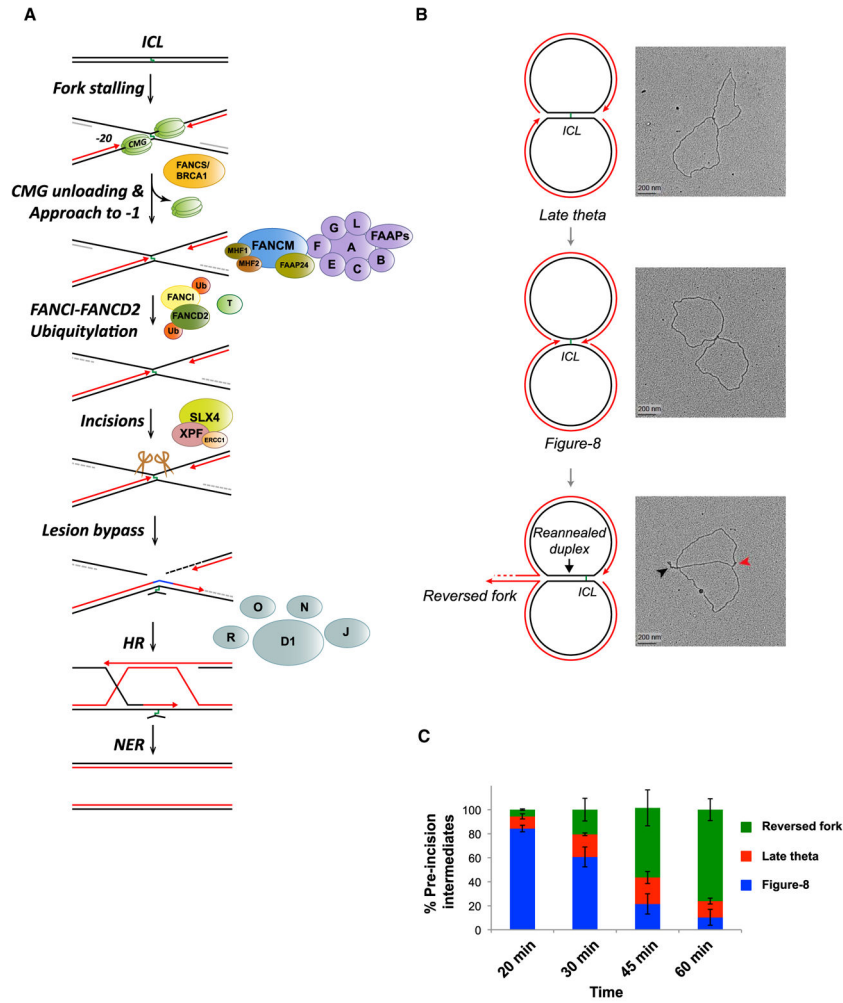 A
ICL
Fork stalling
-20
CMG
FANCS/
BRCA1
CMG unloading &
Approach to -1
MHF1
MHF2
FANCM
FAAP24
G
L
FAAPs
F
A
E
C
B
FANCI-FANCD2
Ubiquitylation
Ub
FANCI
T
FANCD2
Ub
Incisions
SLX4
XPF
ERCC1
Lesion bypass
HR
O
N
R
D1
J
NER
B
ICL
Late theta
200 nm
ICL
Figure-8
200 nm
Reannealed
duplex
ICL
Reversed fork
200 nm
C
% Pre-incision
intermediates
100
80
60
40
20
0
20 min
30 min
45 min
60 min
Time
Reversed fork
Late theta
Figure-8